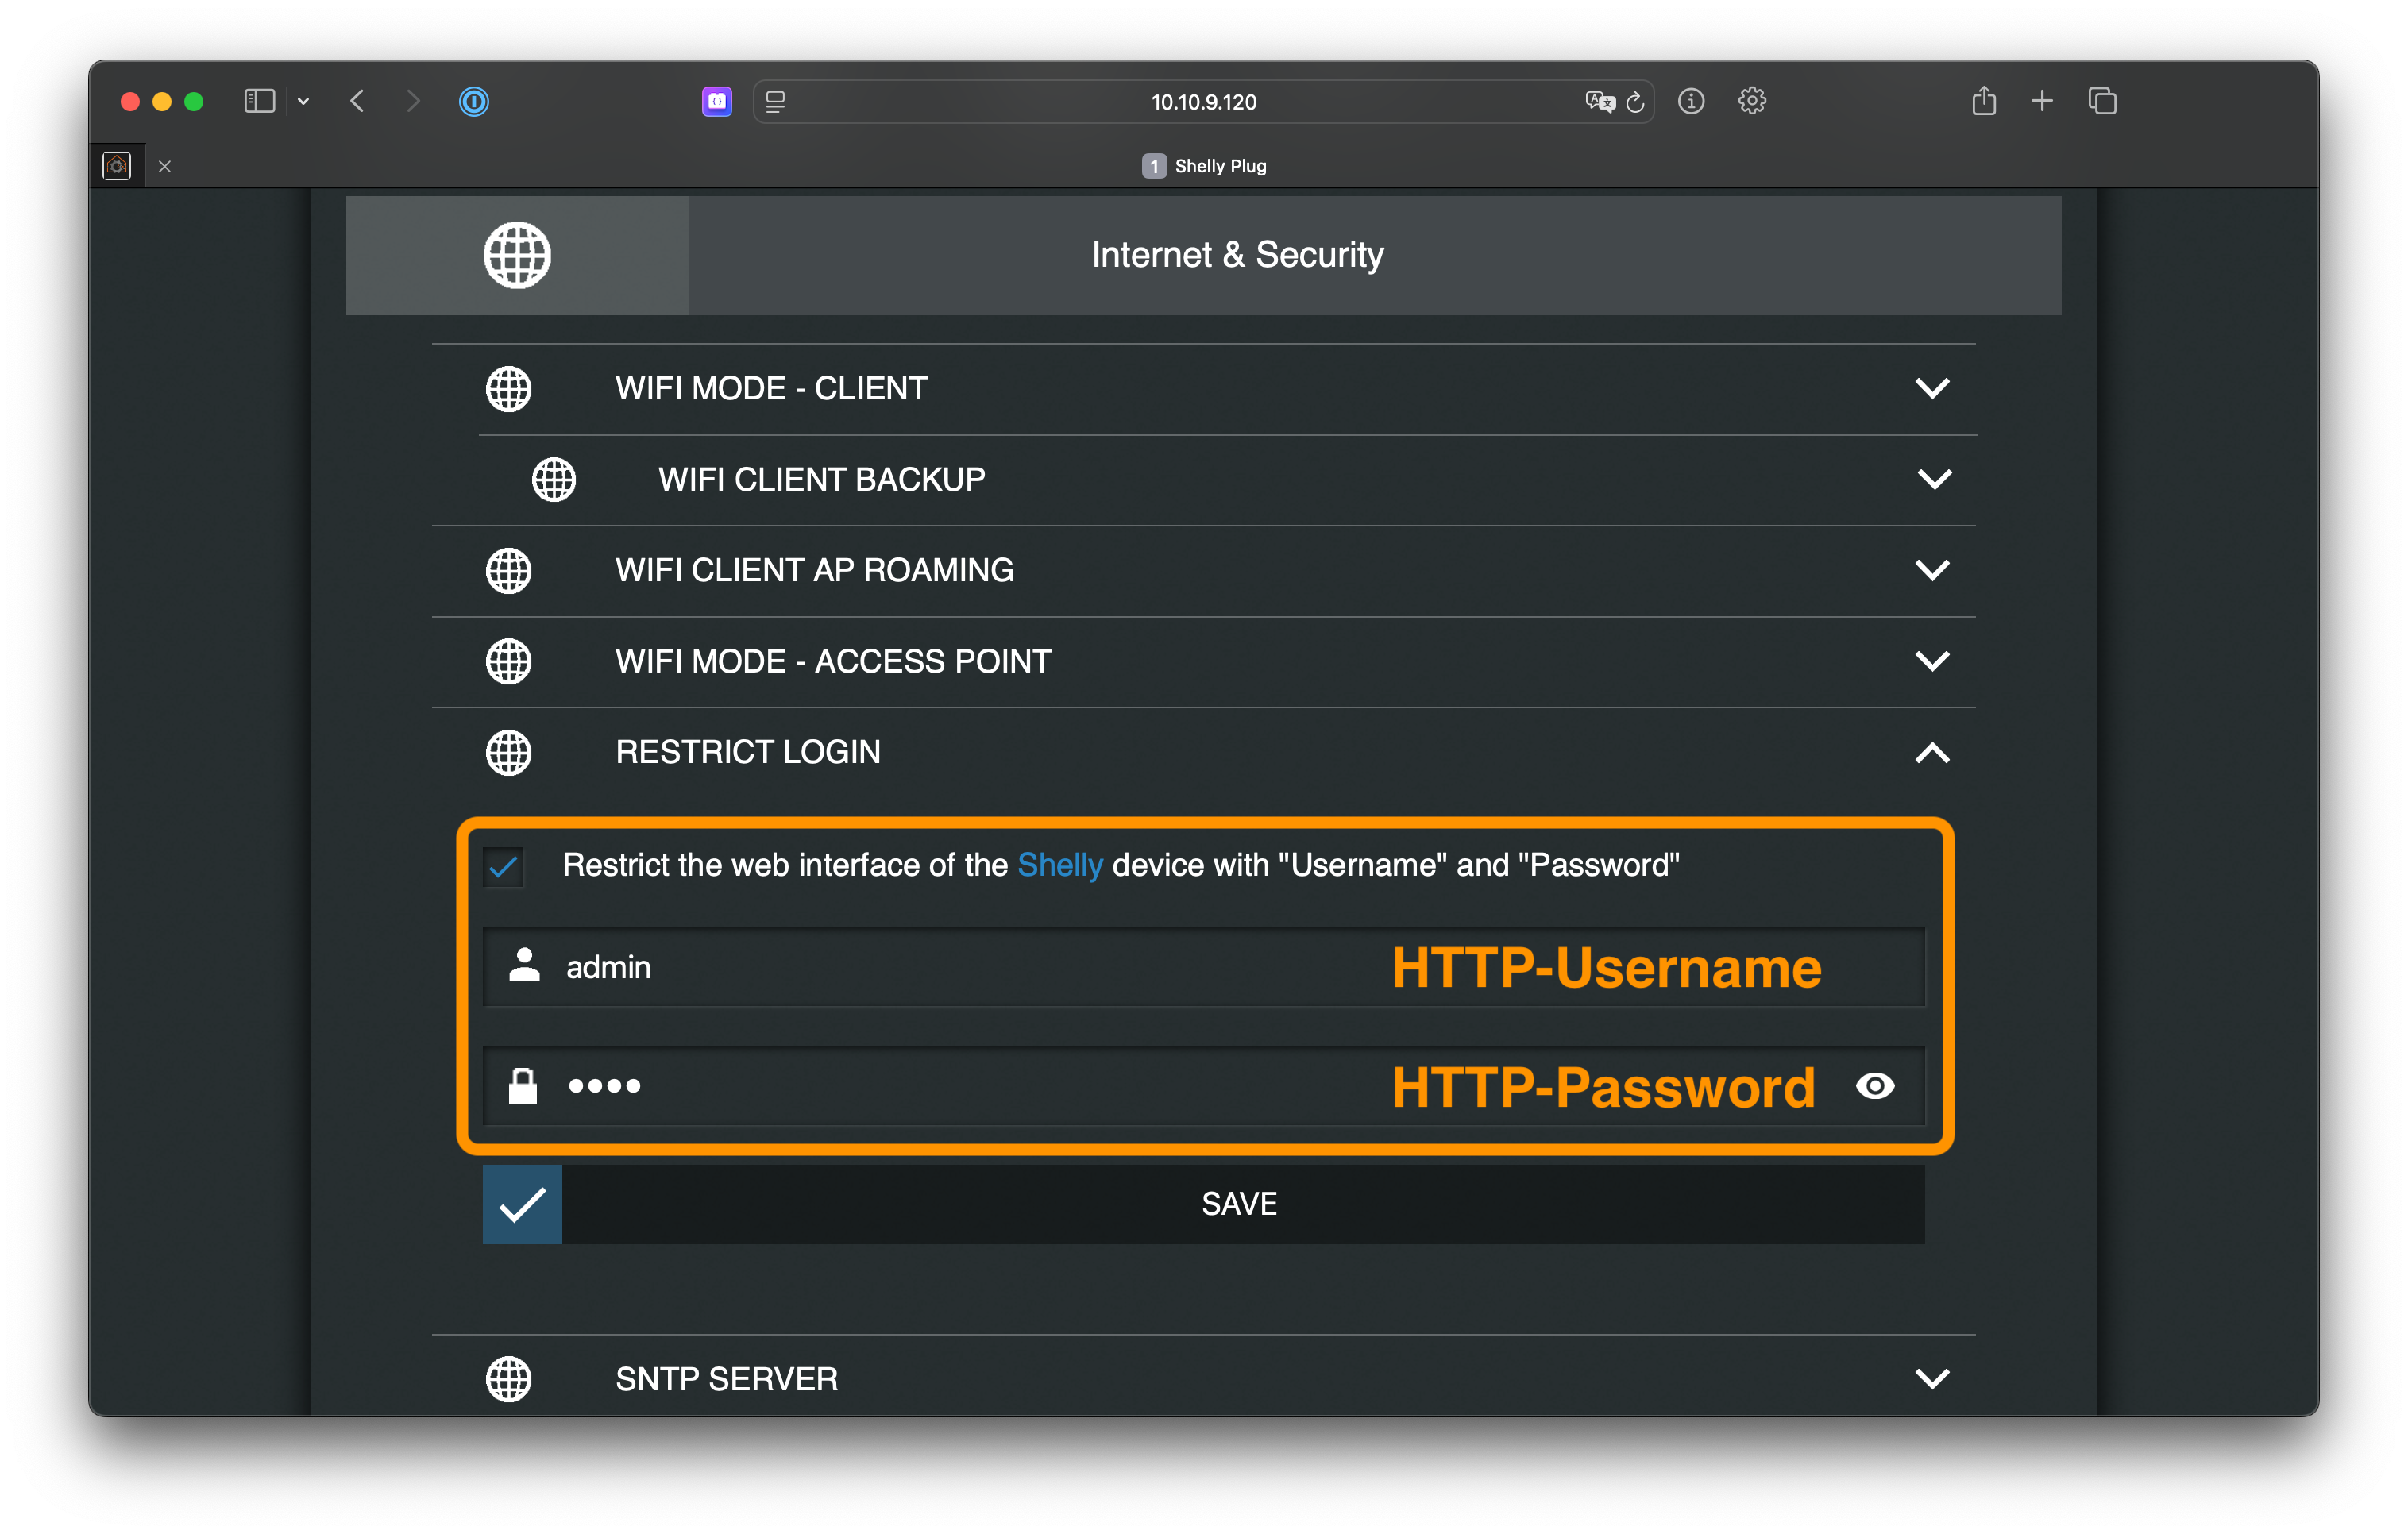 10.10.9.120
1 Shelly Plug
Internet & Security
WIFI MODE - CLIENT
WIFI CLIENT BACKUP
WIFI CLIENT AP ROAMING
WIFI MODE - ACCESS POINT
RESTRICT LOGIN
Restrict the web interface of the Shelly device with "Username" and "Password"
admin HTTP-Username
•••• HTTP-Password
SAVE
SNTP SERVER